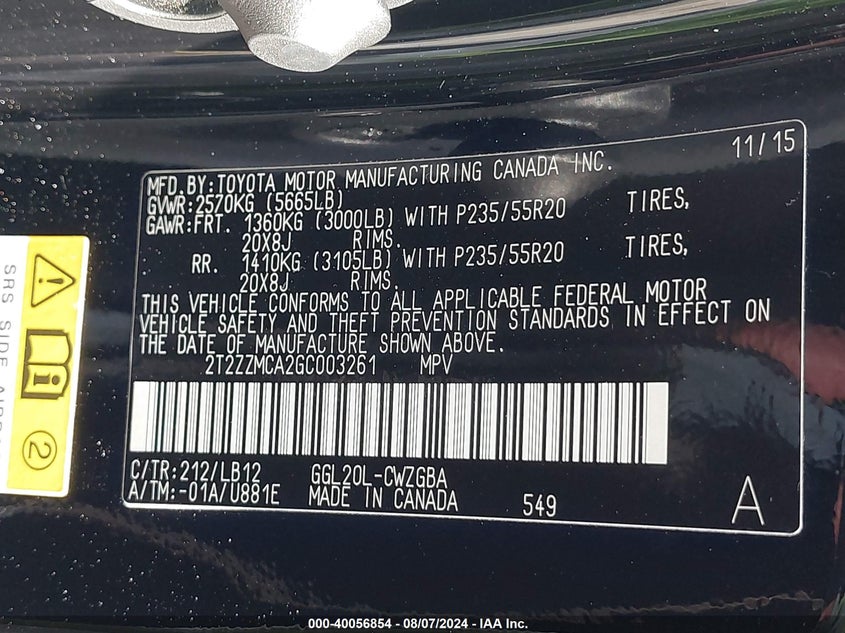 11/15
MFD.BY:TOYOTA MOTOR MANUFACTURING CANADA INC.
GVWR:2570KG (5665LB)
GAWR:FRT. 1360KG (3000LB) WITH P235/55R20 TIRES,
20X8J RIMS.
RR. 1410KG (3105LB) WITH P235/55R20 TIRES,
20X8J RIMS.
THIS VEHICLE CONFORMS TO ALL APPLICABLE FEDERAL MOTOR
VEHICLE SAFETY AND THEFT PREVENTION STANDARDS IN EFFECT ON
THE DATE OF MANUFACTURE SHOWN ABOVE.
2T2ZZMCA2GC003261 MPV
C/TR:212/LB12 GGL20L-CWZGBA
A/TM:-01A/U881E MADE IN CANADA 549 A
SRS SIDE
2
000-40056854 - 08/07/2024 - IAA Inc.